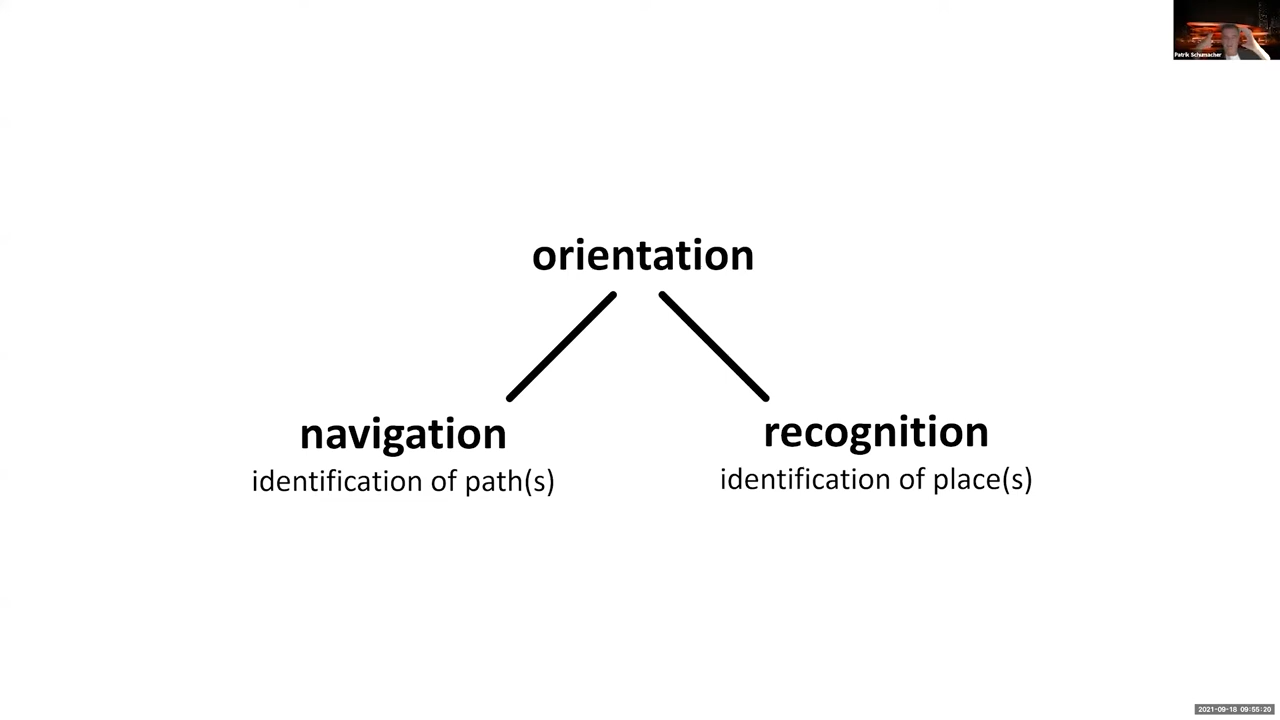 Patrik Schumacher
orientation
navigation
recognition
identification of path(s)
identification of place(s)
2021-09-18 09:55:20